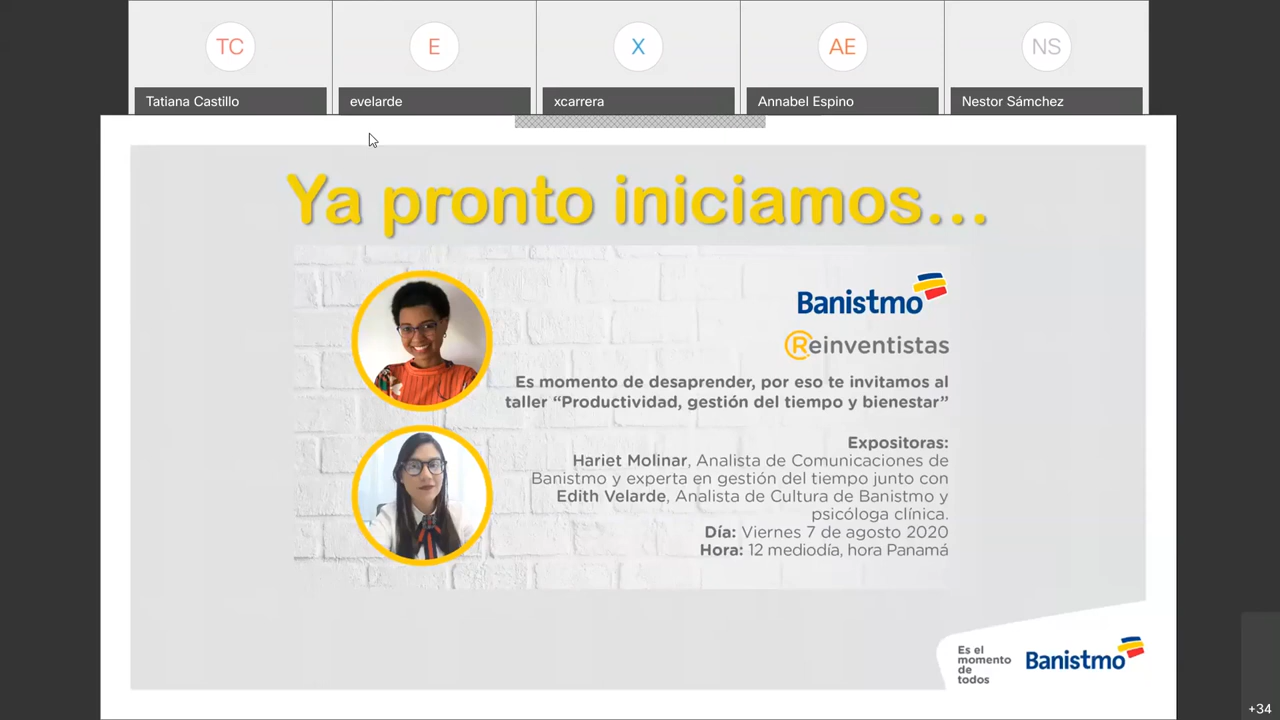 TC
E
X
AE
NS
Tatiana Castillo
evelarde
xcarrera
Annabel Espino
Nestor Sámchez
Ya pronto iniciamos...
Banistmo
Reinventistas
Es momento de desaprender, por eso te invitamos al
taller “Productividad, gestión del tiempo y bienestar”
Expositoras:
Hariet Molinar, Analista de Comunicaciones de
Banistmo y experta en gestión del tiempo junto con
Edith Velarde, Analista de Cultura de Banistmo y
psicóloga clínica.
Día: Viernes 7 de agosto 2020
Hora: 12 mediodía, hora Panamá
Es el
momento
de
todos
Banistmo
+34